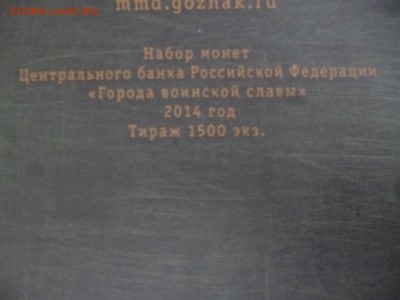 mmd.goznak.ru
Набор монет
Центрального банка Российской Федерации
«Города воинской славы»
2014 год
Тираж 1500 экз.